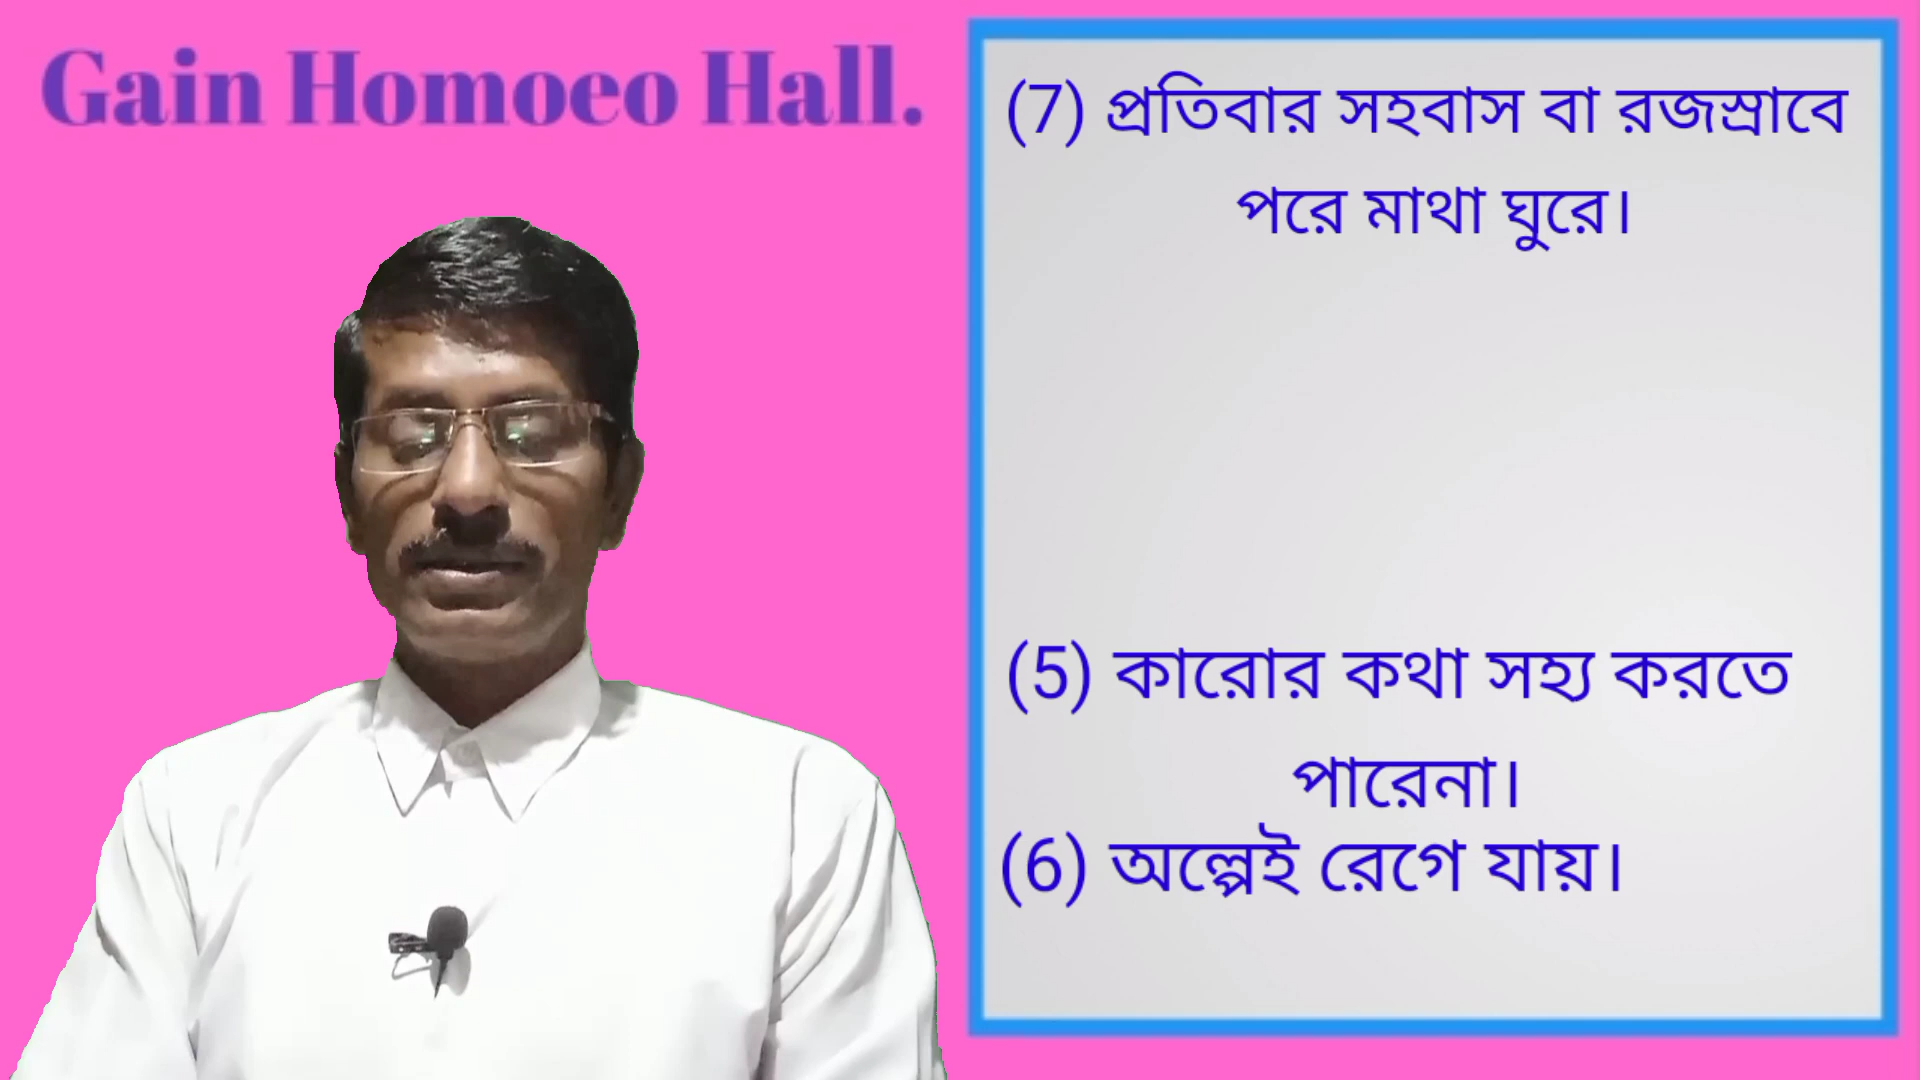 Gain Homoeo Hall.
(7) প্রতিবার সহবাস বা রজস্রাবে
পরে মাথা ঘুরে।
(5) কারোর কথা সহ্য করতে
পারেনা।
(6) অল্পেই রেগে যায়।